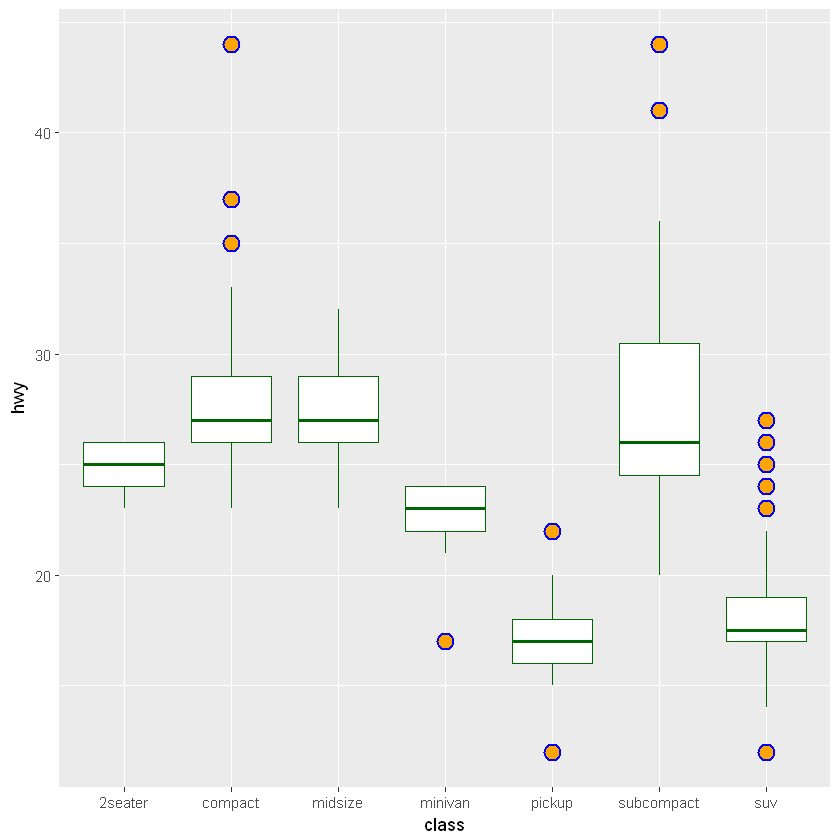 hwy
40
30
20
2seater compact midsize minivan pickup subcompact suv
class